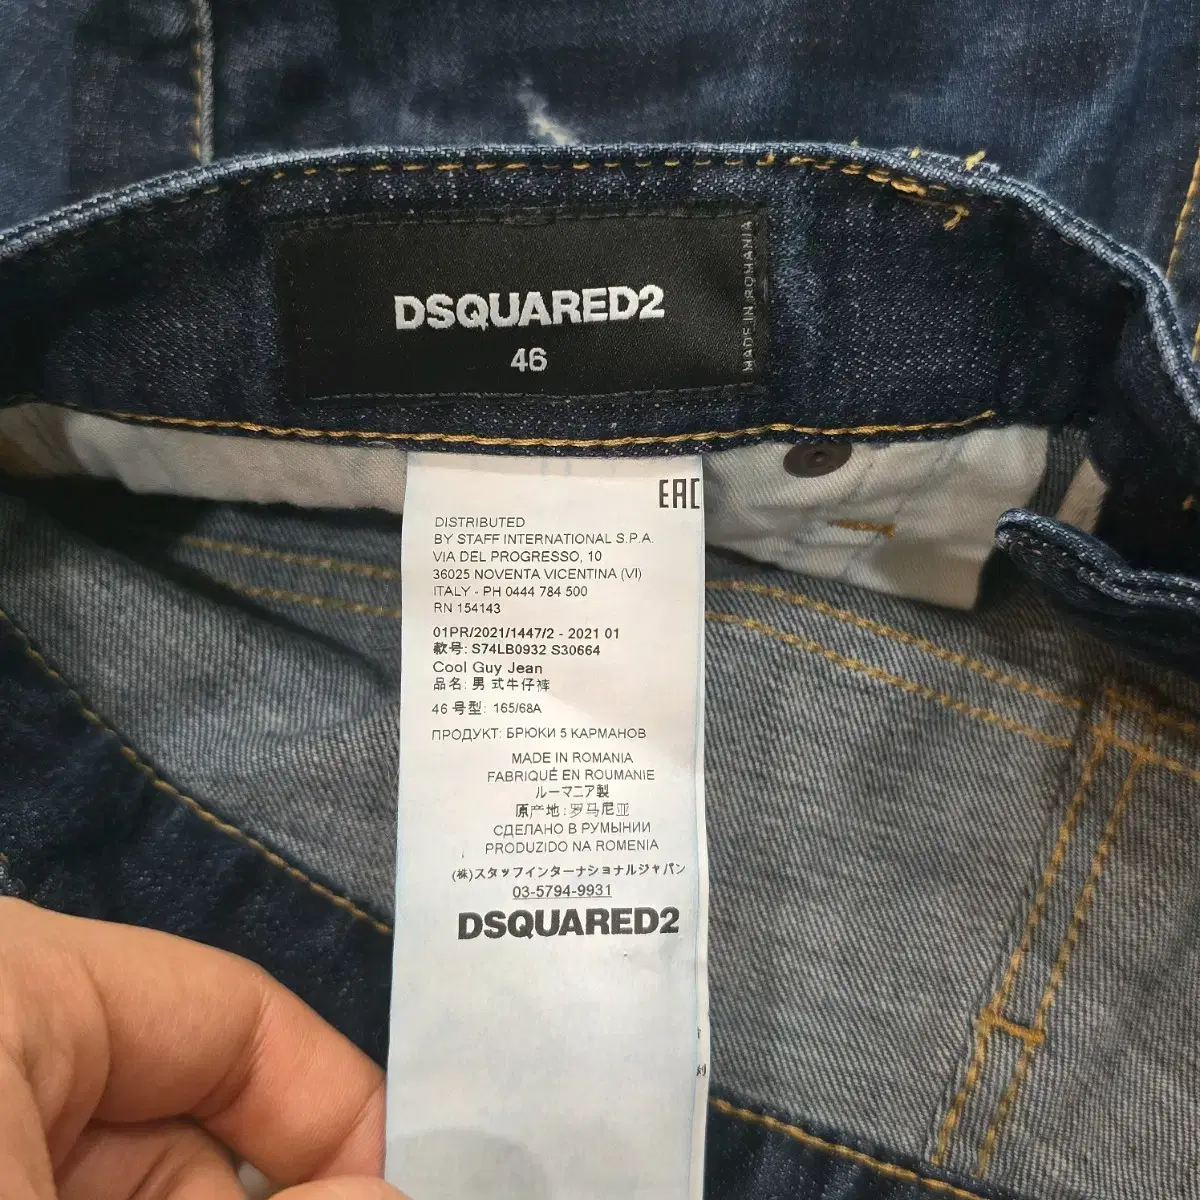 DSQUARED2
46
MADE IN ROMANIA
EAC
DISTRIBUTED
BY STAFF INTERNATIONAL S.P.A.
VIA DEL PROGRESSO, 10
36025 NOVENTA VICENTINA (VI)
ITALY - PH 0444 784 500
RN 154143
01PR/2021/1447/2 - 2021 01
款号: S74LB0932 S30664
Cool Guy Jean
品名: 男 式牛仔裤
46 号型: 165/68A
ПРОДУКТ: БРЮКИ 5 КАРМАНОВ
MADE IN ROMANIA
FABRIQUÉ EN ROUMANIE
ルーマニア製
原产地: 罗马尼亚
СДЕЛАНО В РУМЫНИИ
PRODUZIDO NA ROMENIA
(株)スタッフインターナショナルジャパン
03-5794-9931
DSQUARED2